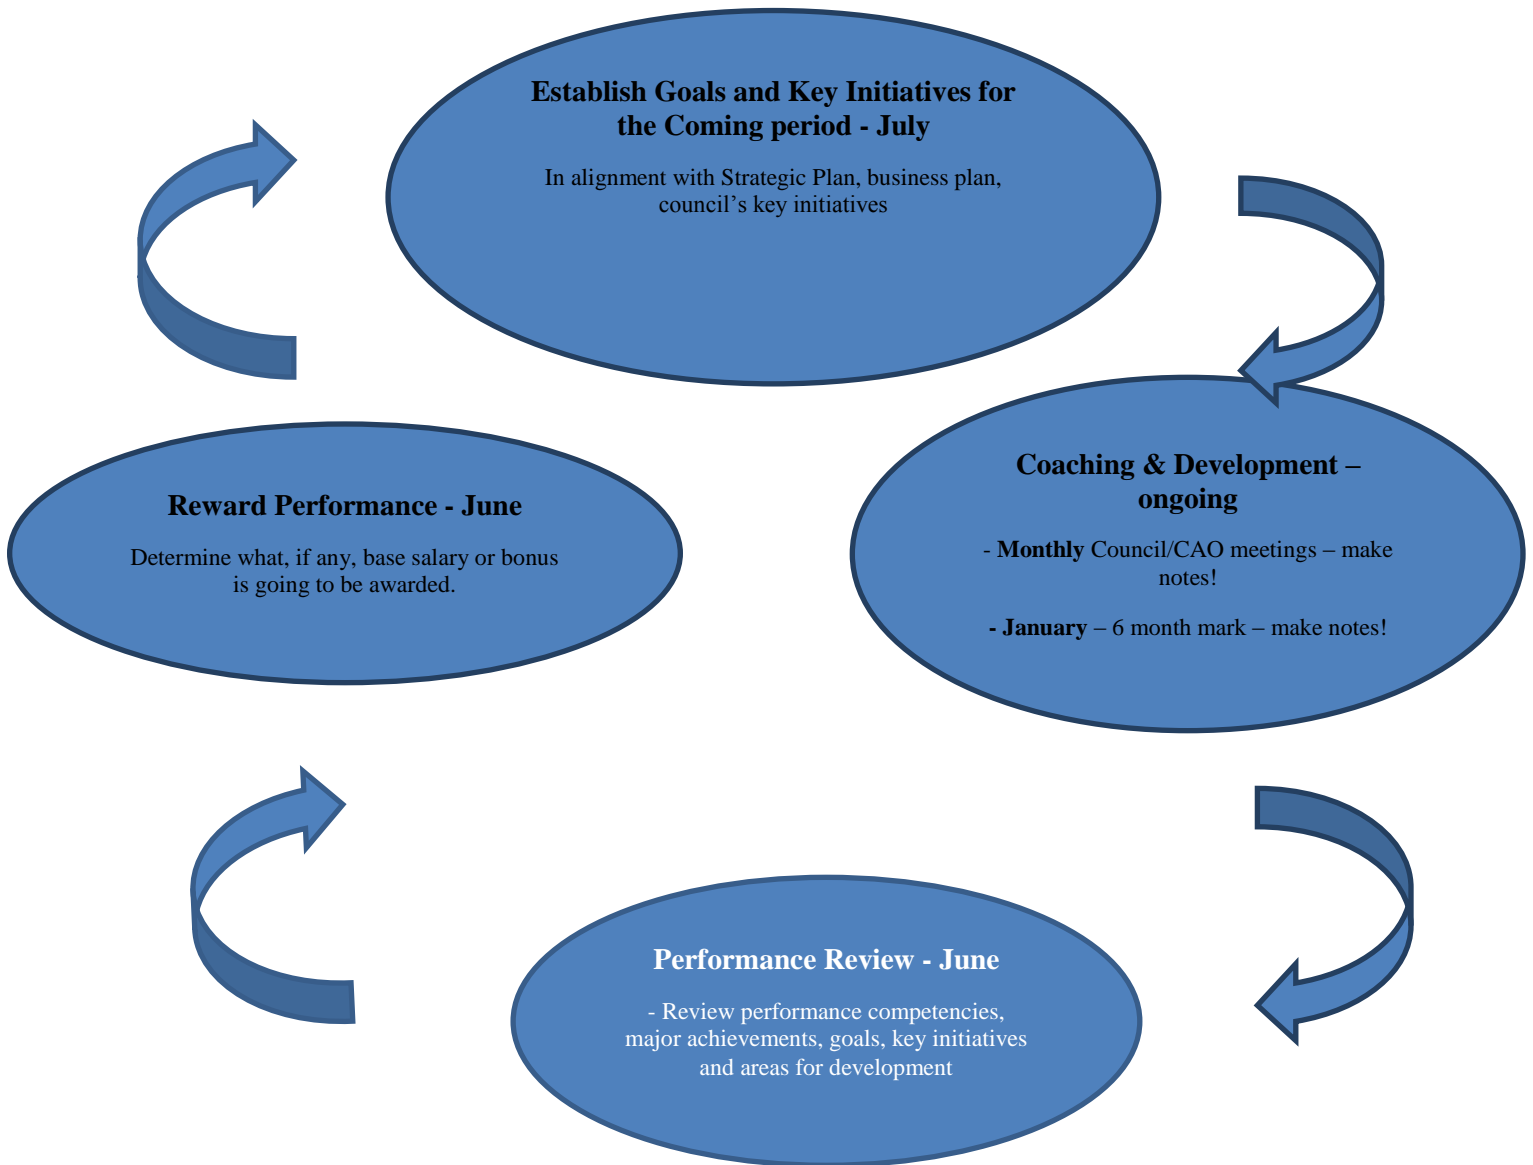 Establish Goals and Key Initiatives for
the Coming period - July
In alignment with Strategic Plan, business plan,
council’s key initiatives
Coaching & Development –
ongoing
- Monthly Council/CAO meetings – make
notes!
- January – 6 month mark – make notes!
Performance Review - June
- Review performance competencies,
major achievements, goals, key initiatives
and areas for development
Reward Performance - June
Determine what, if any, base salary or bonus
is going to be awarded.